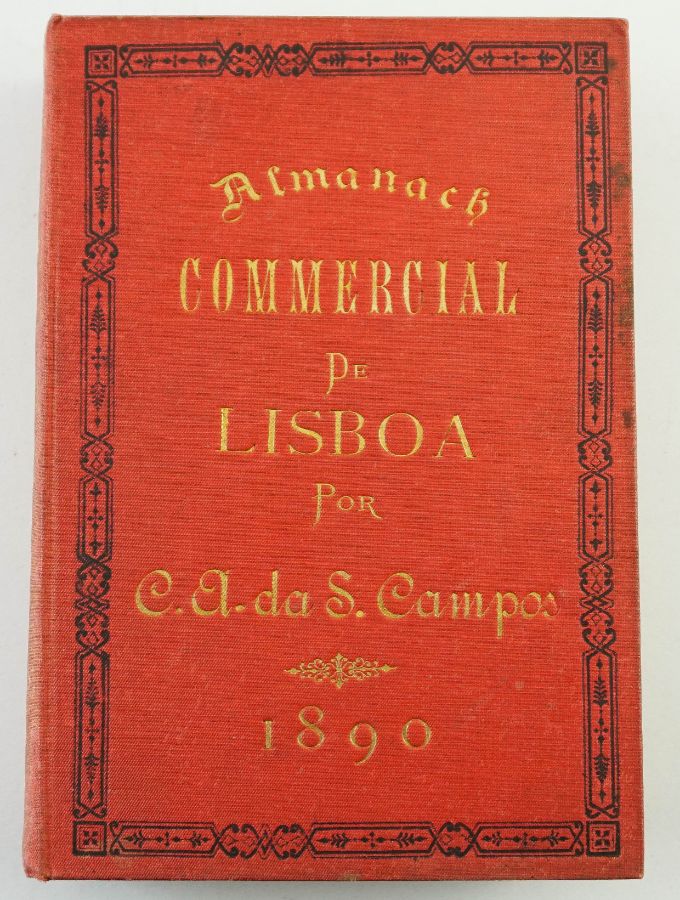 Almanach
COMMERCIAL
DE
LISBOA
POR
C. A. da S. Campos
1890